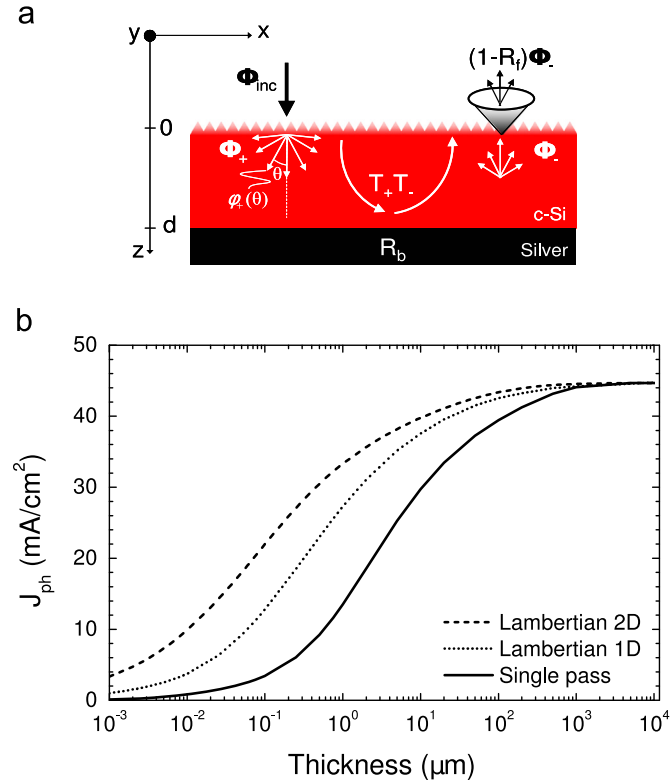 a
y
x
Φinc
(1-Rf)Φ-
0
Φ+
θ
φ+(θ)
T+T-
Φ-
c-Si
d
z
Rb
Silver
b
50
40
30
20
10
0
Jph (mA/cm²)
Lambertian 2D
Lambertian 1D
Single pass
10⁻³ 10⁻² 10⁻¹ 10⁰ 10¹ 10² 10³ 10⁴
Thickness (µm)